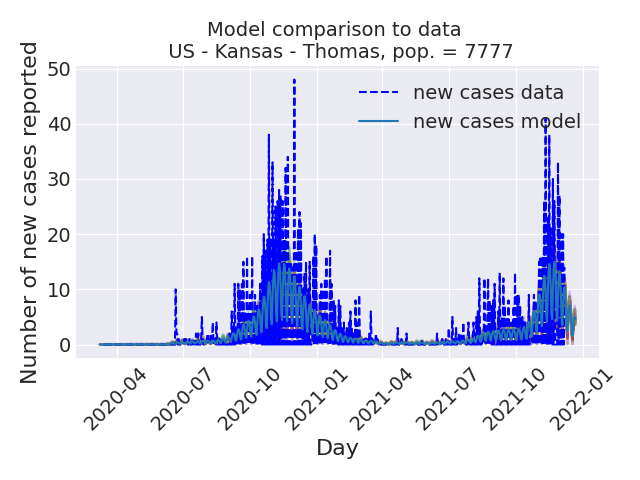 Model comparison to data
US - Kansas - Thomas, pop. = 7777
Number of new cases reported
50
40
30
20
10
0
new cases data
new cases model
2020-04
2020-07
2020-10
2021-01
2021-04
2021-07
2021-10
2022-01
Day